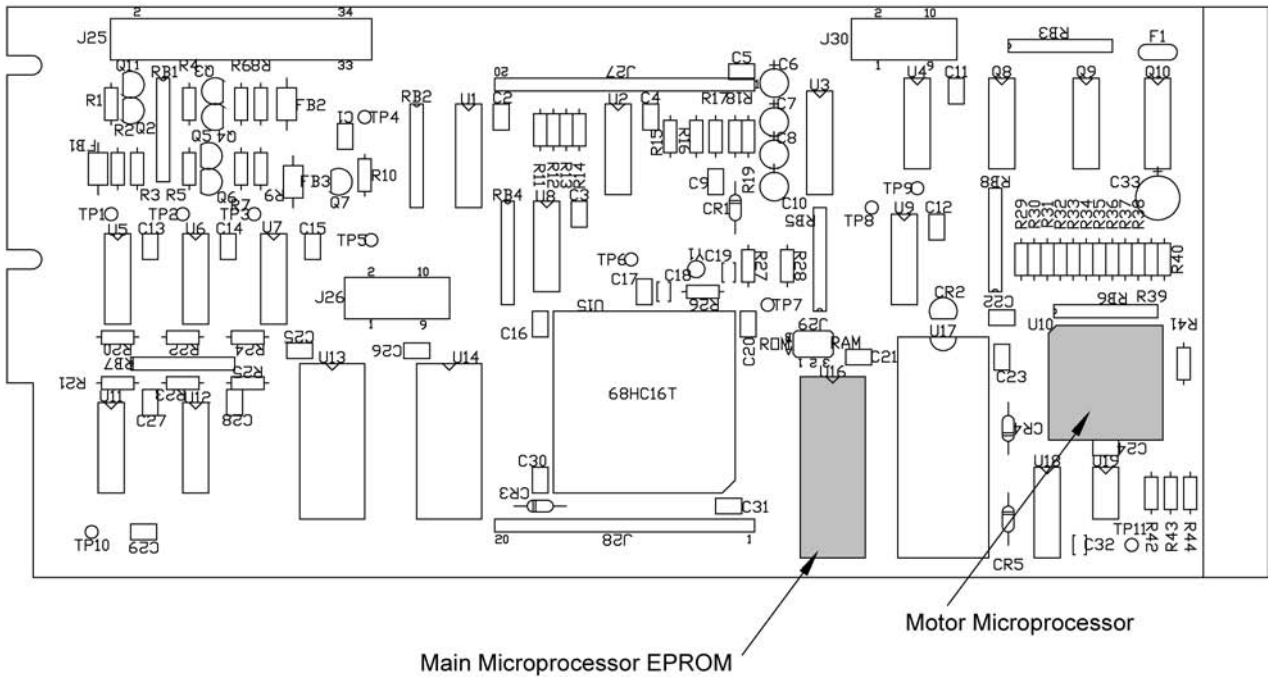 2 34
J25
33
2 10
J30
1 9
RB3
F1
Q11 RB1 R4 Q3 R9 R8
R1 R2 Q2 Q4 FB2
C1 TP4
RB2 U1 C2
20 J27
U2 C4 C5 C6
R17 R18 C7
R15 R16 C8
U3 U4 C11 Q8 Q9 Q10
FB1 Q5
R3 R5 Q6 R7 R9 FB3 Q7 R10
R11 R12 R13 R14
C9 R19 CR1 C10
RB4 U8 C3
TP9 RB8 C33
TP1 TP2 TP3
U5 C13 U6 C14 U7 C15 TP5
TP6 Y1 C19 R27 R28 RB5
TP8 U9 C12
R29 R30 R31 R32 R33 R34 R35 R36 R37 R38
R40
2 10
J26
1 9
C17 C18 R26 TP7
U15
C16 C20
J29
ROM RAM
3 2 1
CR2 C22 RB6 R39
U17 U10 R41
R20 R22 R24 C25 C26
RB7
U13 U14
C21 U16 C23
R21 R23 R25
U11 C27 U12 C28
68HC16T
CR4 C24
U18 U19
C30
CR3 C31
20 J28 1
TP10 C29
CR5 C32 TP11 R42 R43 R44
Motor Microprocessor
Main Microprocessor EPROM